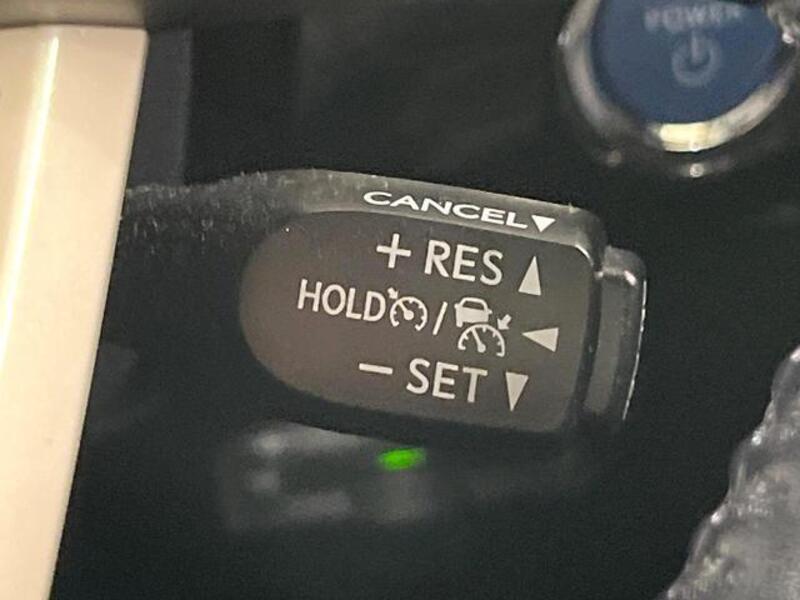 POWER
CANCEL▼
+ RES ▲
HOLD / ◀
− SET ▼